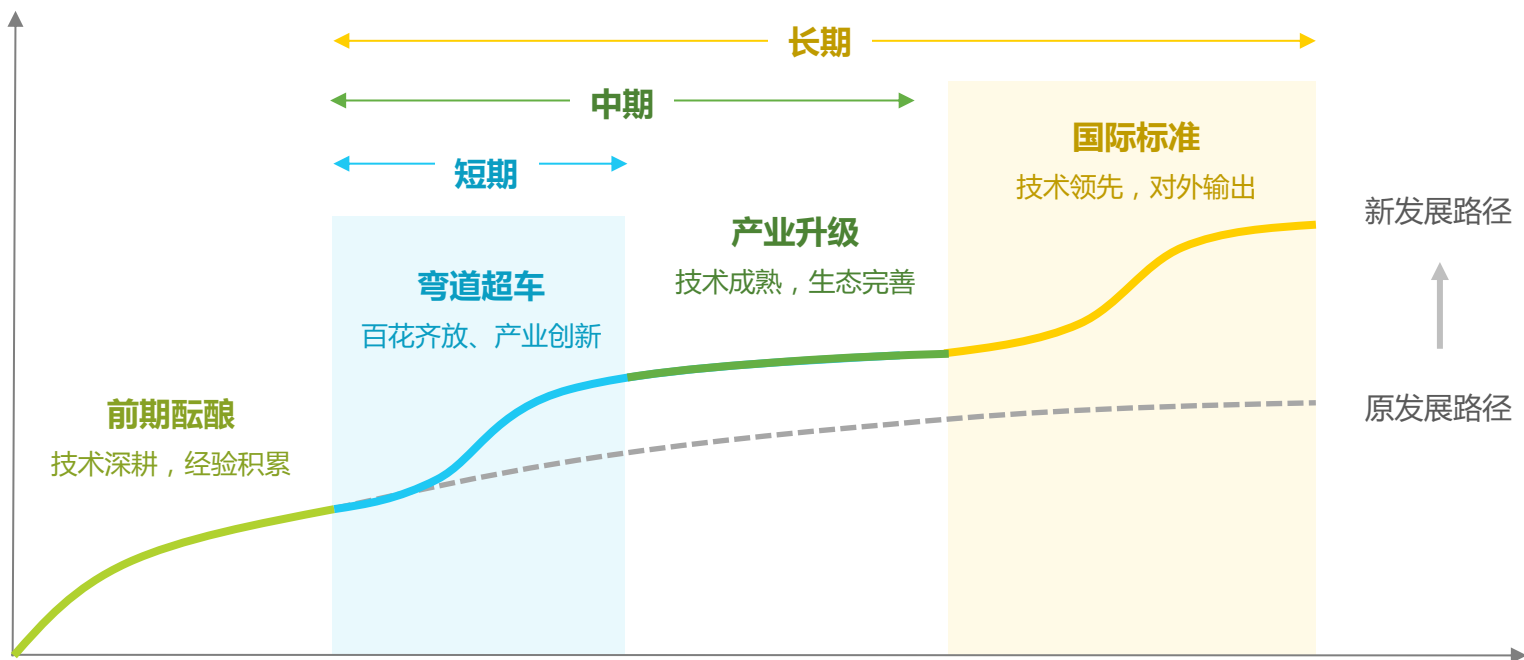 长期
中期
短期
国际标准
技术领先，对外输出
新发展路径
产业升级
技术成熟，生态完善
弯道超车
百花齐放、产业创新
前期酝酿
技术深耕，经验积累
原发展路径